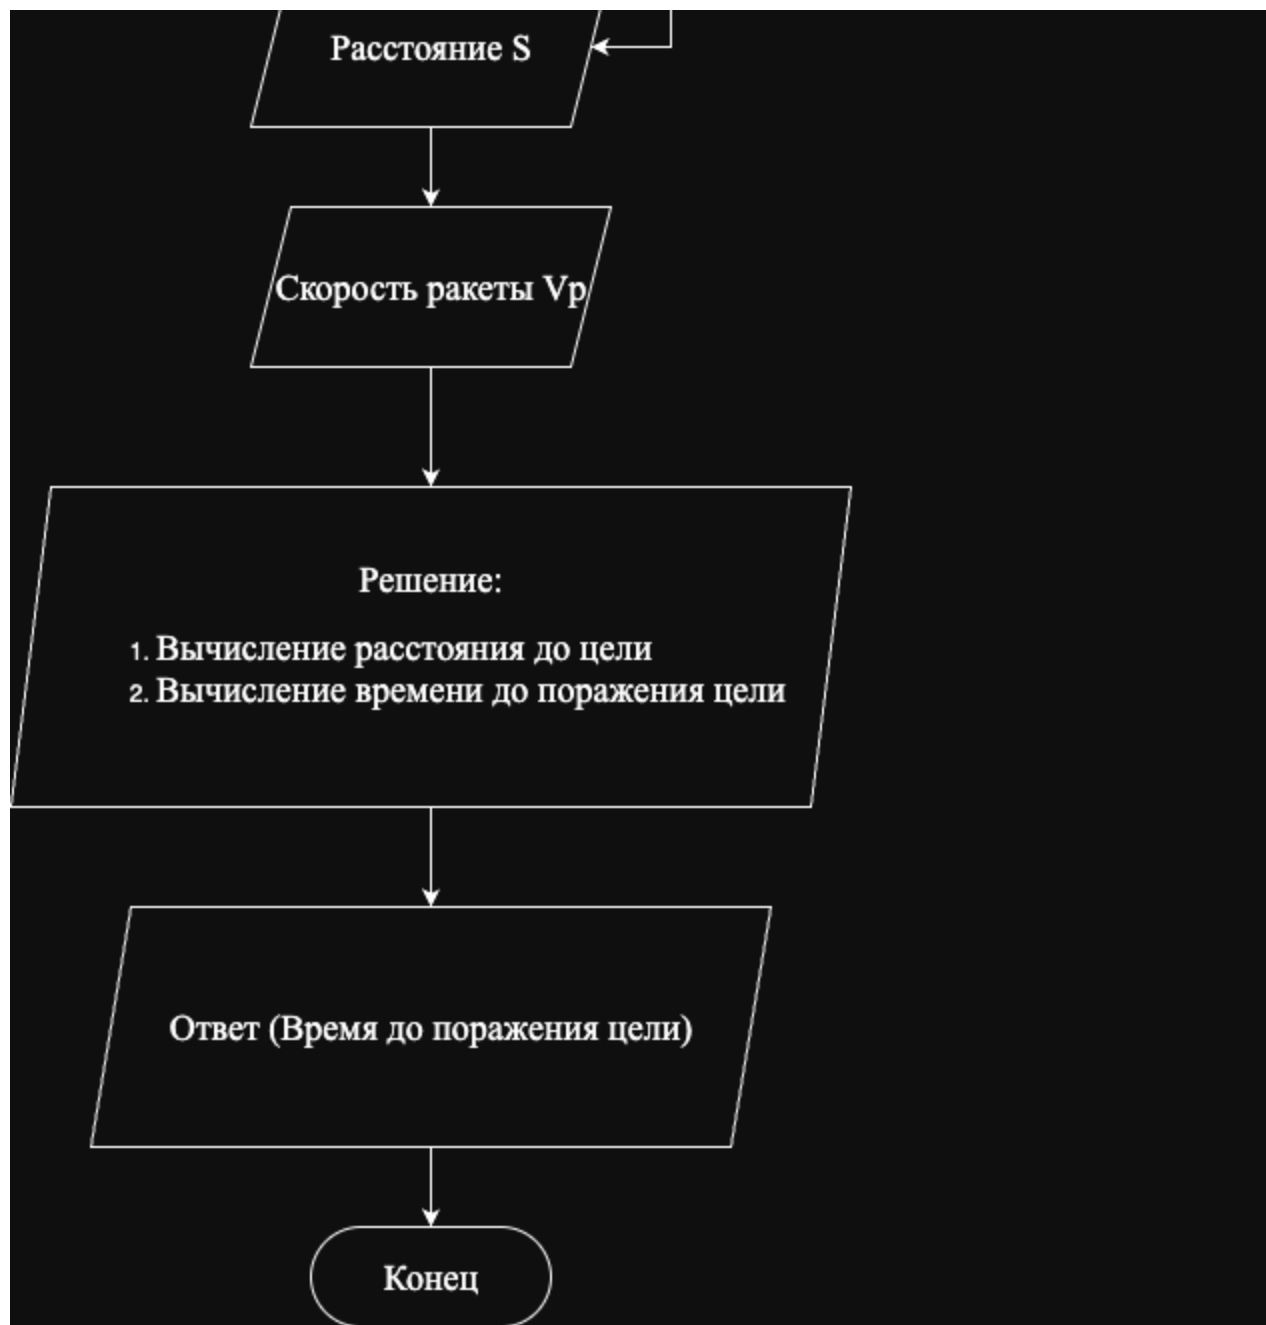 Расстояние S
Скорость ракеты Vр
Решение:
1. Вычисление расстояния до цели
2. Вычисление времени до поражения цели
Ответ (Время до поражения цели)
Конец